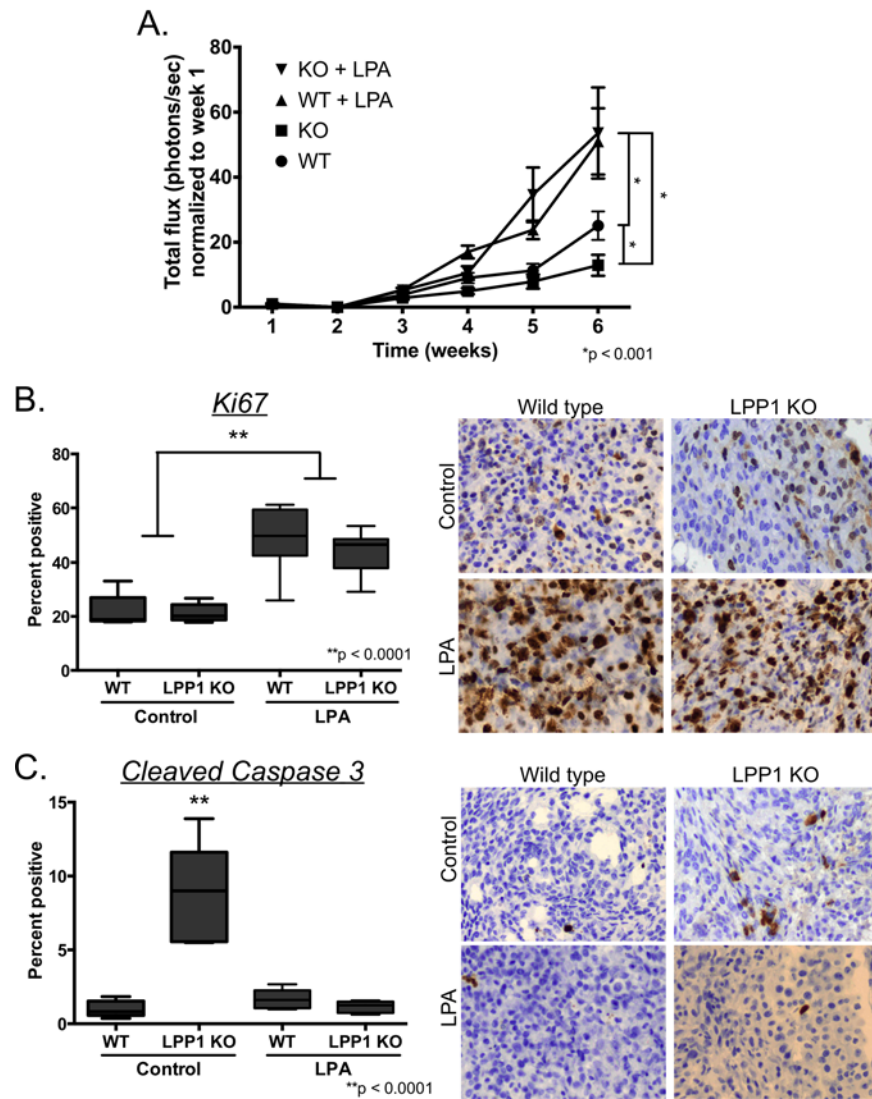 A.
Total flux (photons/sec)
normalized to week 1
80
60
40
20
0
KO + LPA
WT + LPA
KO
WT
*
*
*
1 2 3 4 5 6
Time (weeks)
*p < 0.001
B.
Ki67
**
Percent positive
80
60
40
20
0
**p < 0.0001
WT LPP1 KO WT LPP1 KO
Control LPA
Wild type LPP1 KO
Control
LPA
C.
Cleaved Caspase 3
**
Percent positive
15
10
5
0
WT LPP1 KO WT LPP1 KO
Control LPA
**p < 0.0001
Wild type LPP1 KO
Control
LPA